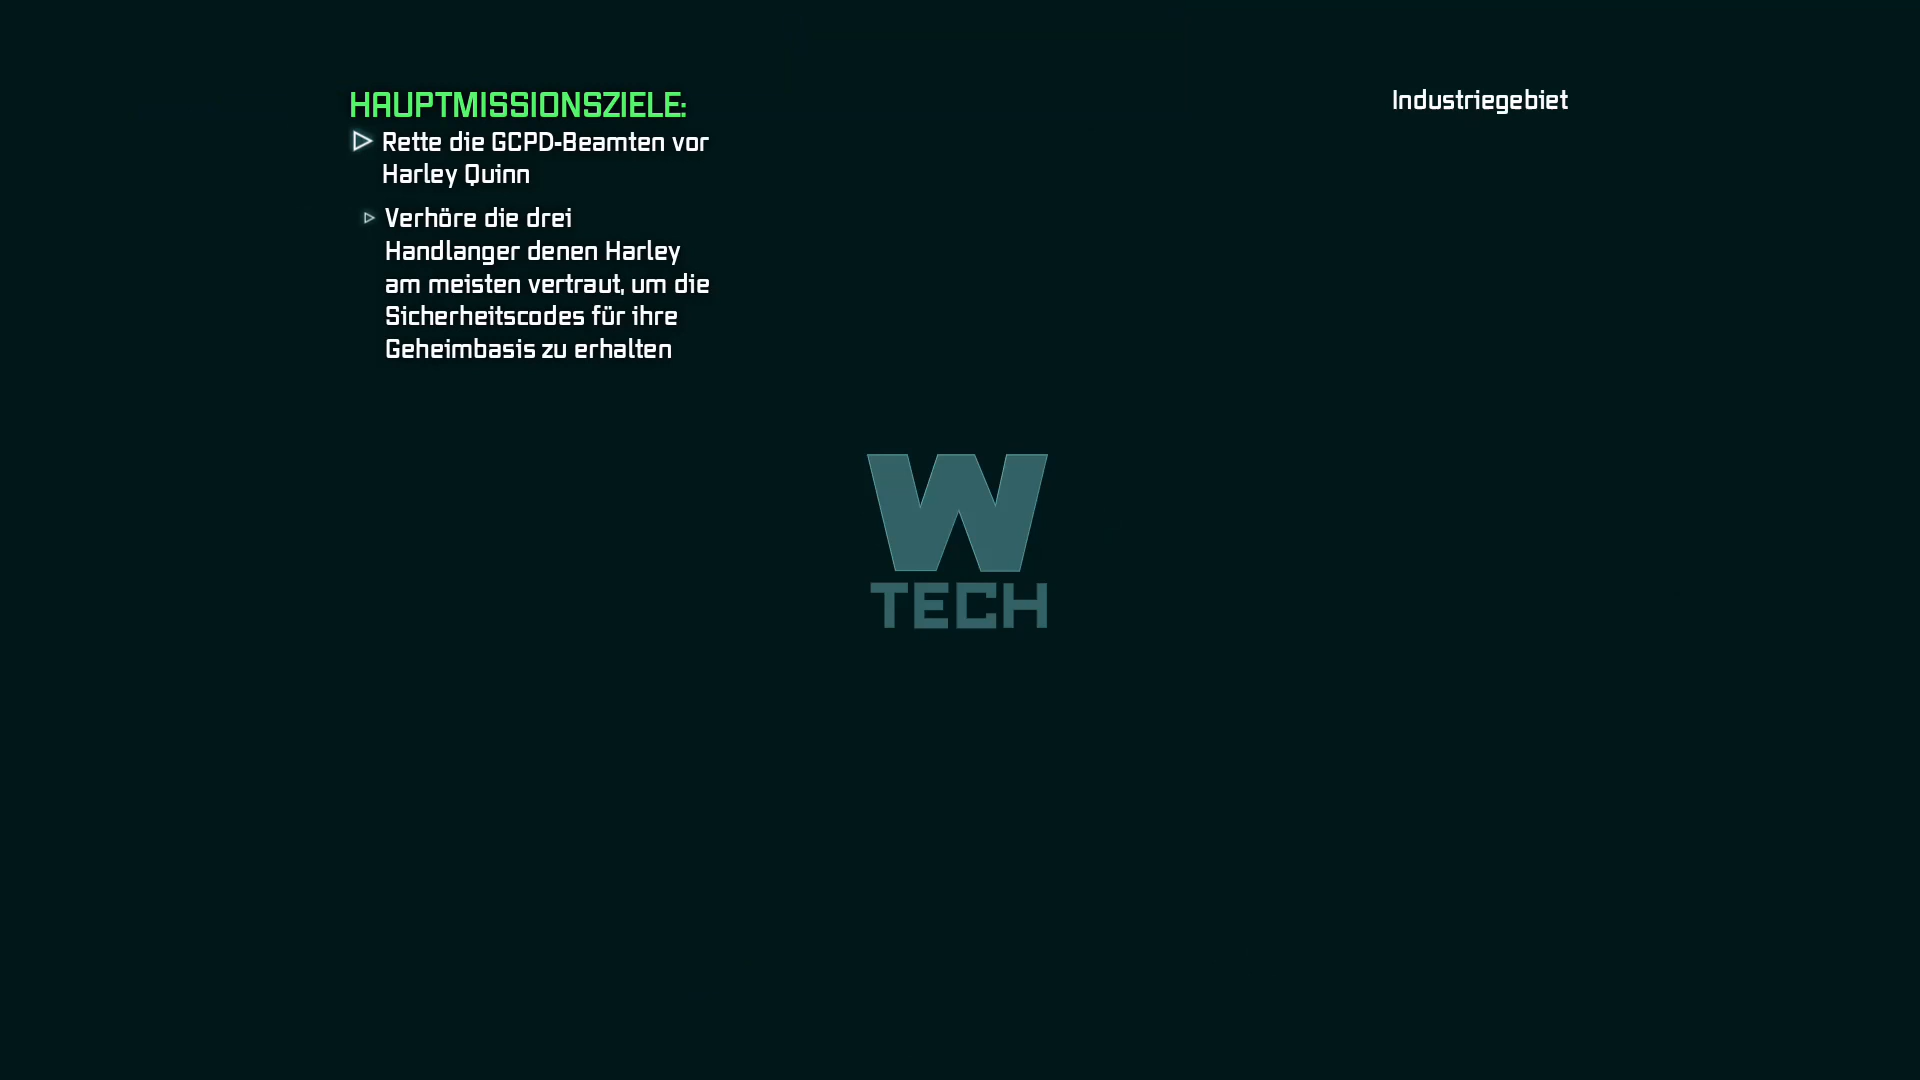 HAUPTMISSIONSZIELE:
Rette die GCPD-Beamten vor
Harley Quinn
Verhöre die drei
Handlanger denen Harley
am meisten vertraut, um die
Sicherheitscodes für ihre
Geheimbasis zu erhalten
Industriegebiet
W
TECH